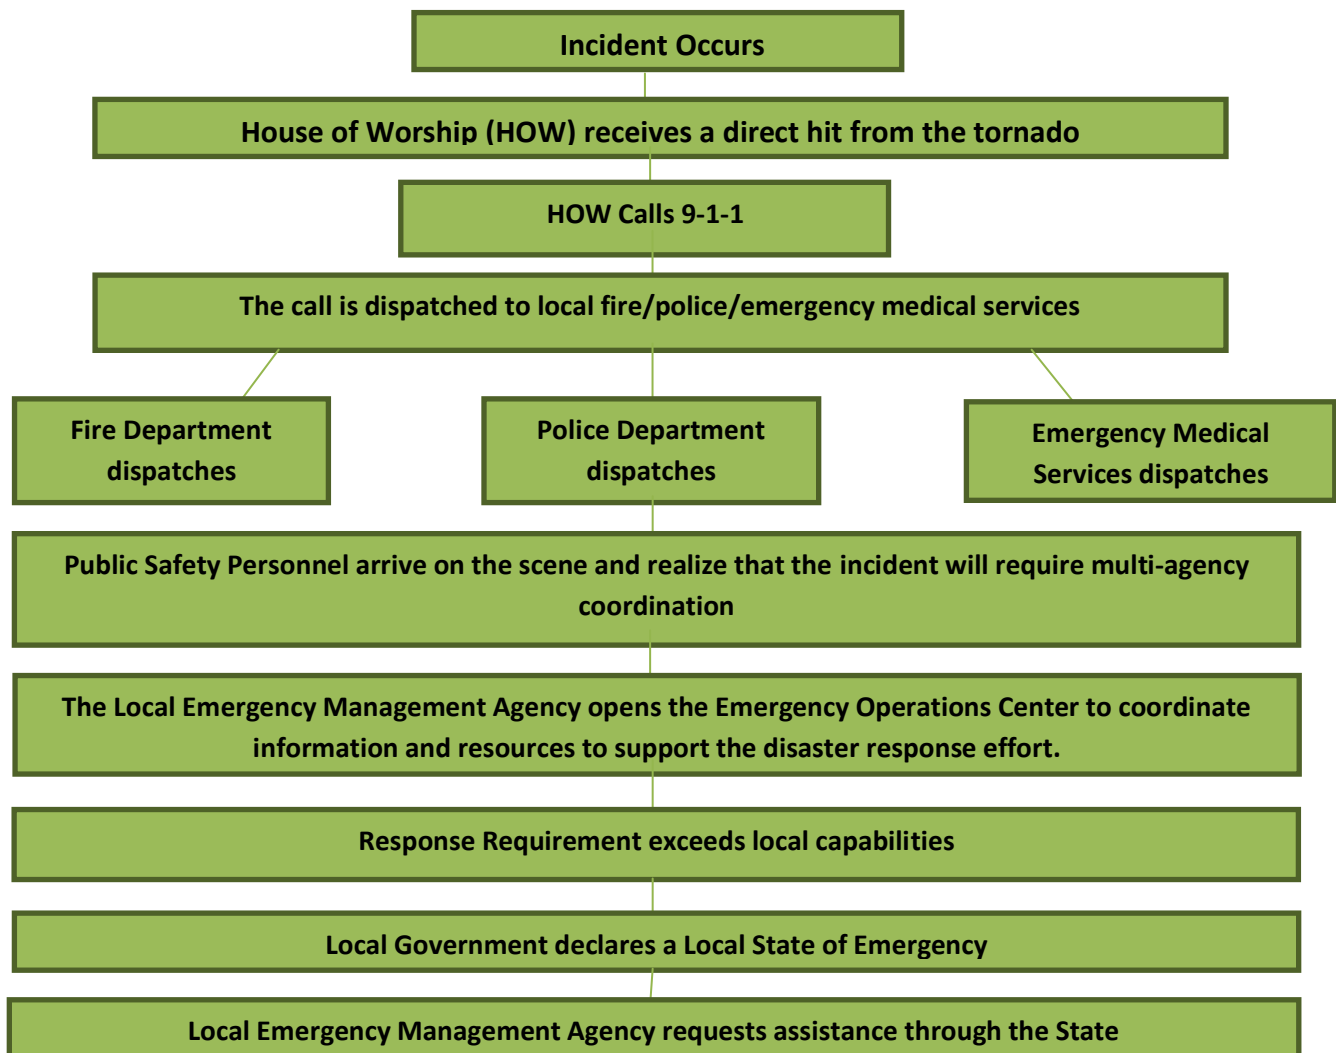 Incident Occurs
House of Worship (HOW) receives a direct hit from the tornado
HOW Calls 9-1-1
The call is dispatched to local fire/police/emergency medical services
Fire Department
dispatches
Police Department
dispatches
Emergency Medical
Services dispatches
Public Safety Personnel arrive on the scene and realize that the incident will require multi-agency
coordination
The Local Emergency Management Agency opens the Emergency Operations Center to coordinate
information and resources to support the disaster response effort.
Response Requirement exceeds local capabilities
Local Government declares a Local State of Emergency
Local Emergency Management Agency requests assistance through the State